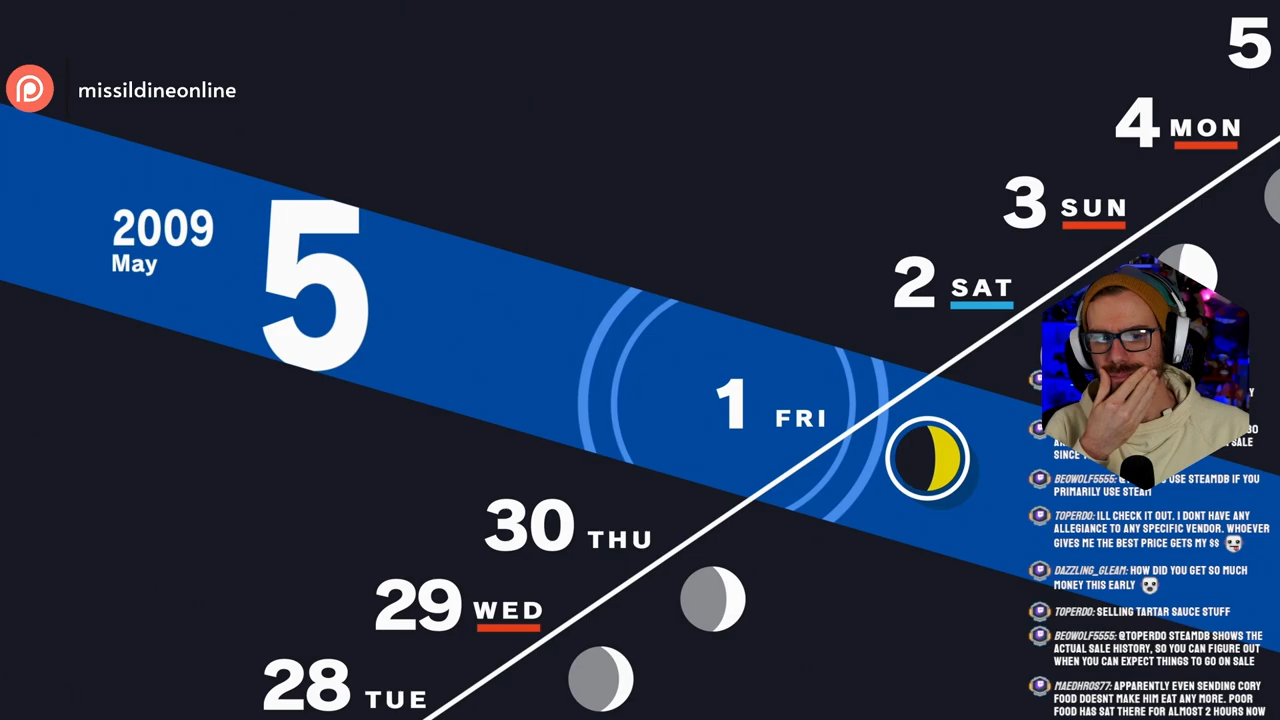 missildineonline
5
4 MON
3 SUN
2 SAT
2009
May
5
1 FRI
30 THU
29 WED
28 TUE
SALE
SINCE
BEOWOLF5555: USE STEAMDB IF YOU
PRIMARILY USE STEAM
TOPERDO: ILL CHECK IT OUT. I DONT HAVE ANY
ALLEGIANCE TO ANY SPECIFIC VENDOR. WHOEVER
GIVES ME THE BEST PRICE GETS MY $$
DAZZLING_GLEAM: HOW DID YOU GET SO MUCH
MONEY THIS EARLY
TOPERDO: SELLING TARTAR SAUCE STUFF
BEOWOLF5555: @TOPERDO STEAMDB SHOWS THE
ACTUAL SALE HISTORY, SO YOU CAN FIGURE OUT
WHEN YOU CAN EXPECT THINGS TO GO ON SALE
MAEDHROS77: APPARENTLY EVEN SENDING CORY
FOOD DOESNT MAKE HIM EAT ANY MORE. POOR
FOOD HAS SAT THERE FOR ALMOST 2 HOURS NOW